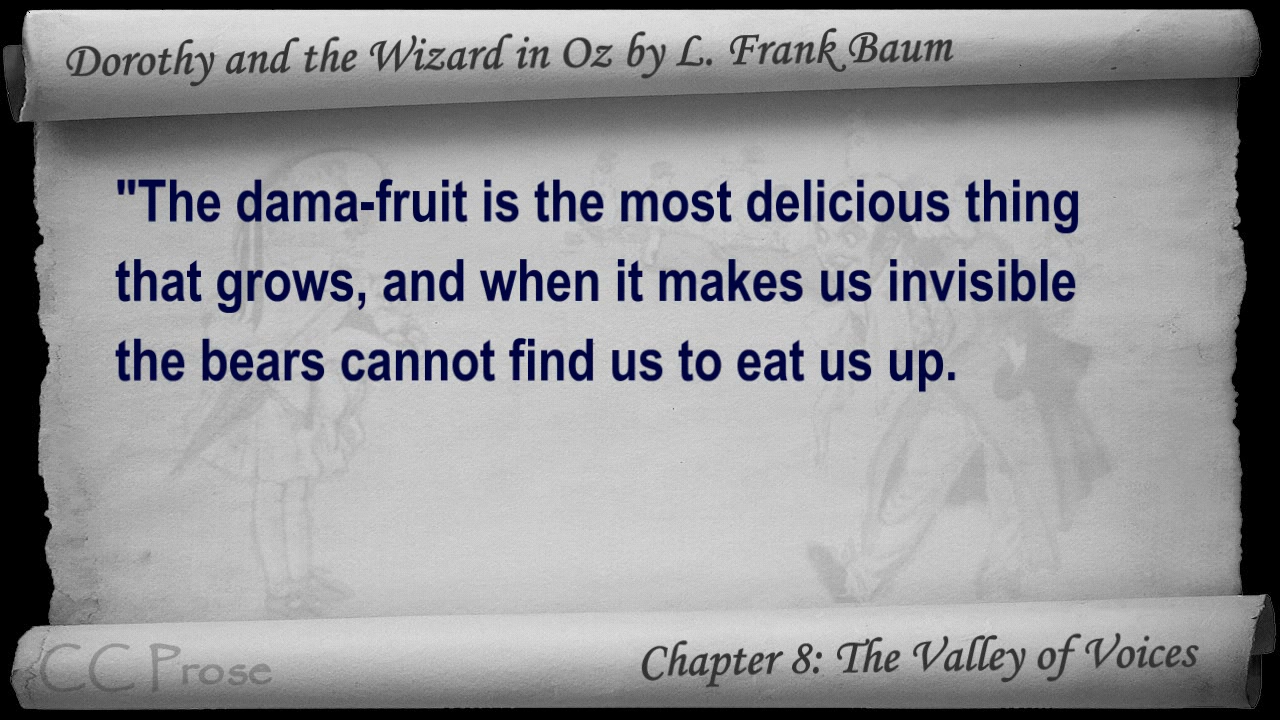 Dorothy and the Wizard in Oz by L. Frank Baum
"The dama-fruit is the most delicious thing
that grows, and when it makes us invisible
the bears cannot find us to eat us up.
CC Prose
Chapter 8: The Valley of Voices